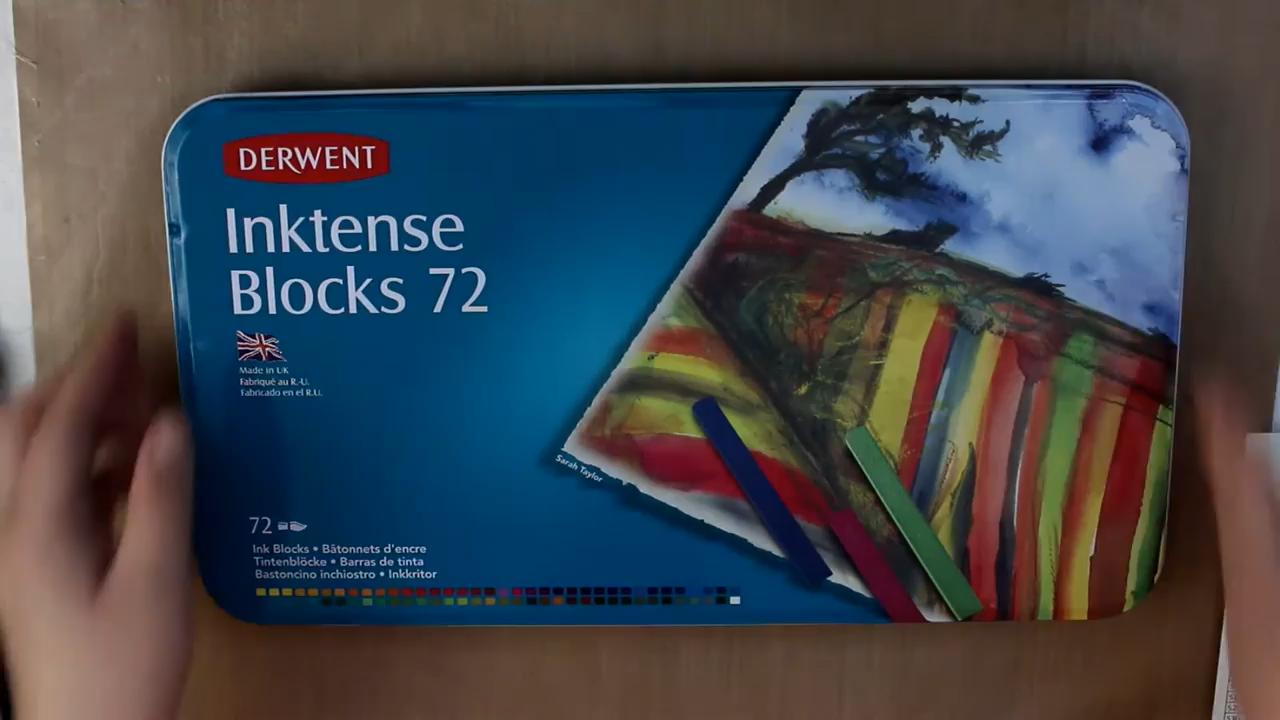 DERWENT
Inktense
Blocks 72
Made in UK
Fabriqué au R.-U.
Fabricado en el R.U.
Sarah Taylor
72
Ink Blocks • Bâtonnets d'encre
Tintenblöcke • Barras de tinta
Bastoncino inchiostro • Inkkritor